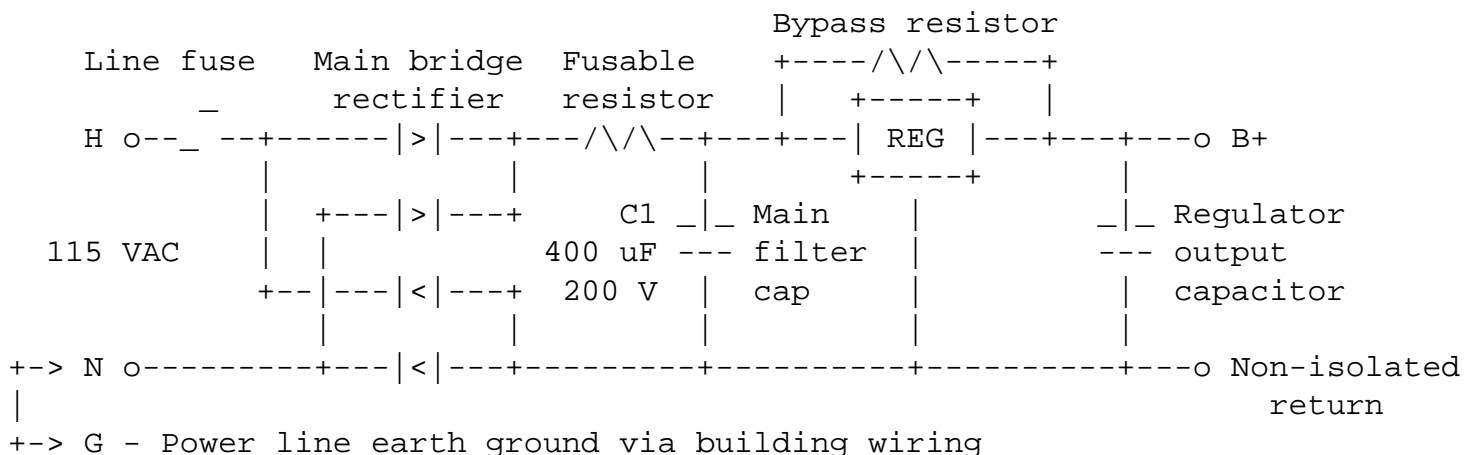 Bypass resistor
     Line fuse    Main bridge   Fusable           +----/\/\-----+
            _      rectifier    resistor          |   +-----+   |
     H o--_ --+------|>|---+---/\/\--+---+---| REG |---+---+---o B+
              |            |         |       +-----+       |
              |  +---|>|---+    C1 _|_ Main     |         _|_ Regulator
  115 VAC     |  |            400 uF --- filter  |         --- output
              +--|---|<|---+  200 V  |  cap      |          |  capacitor
                 |         |         |           |          |
+-> N o---------+---|<|---+---------+----------+----------+---o Non-isolated
|                                                                return
+-> G - Power line earth ground via building wiring